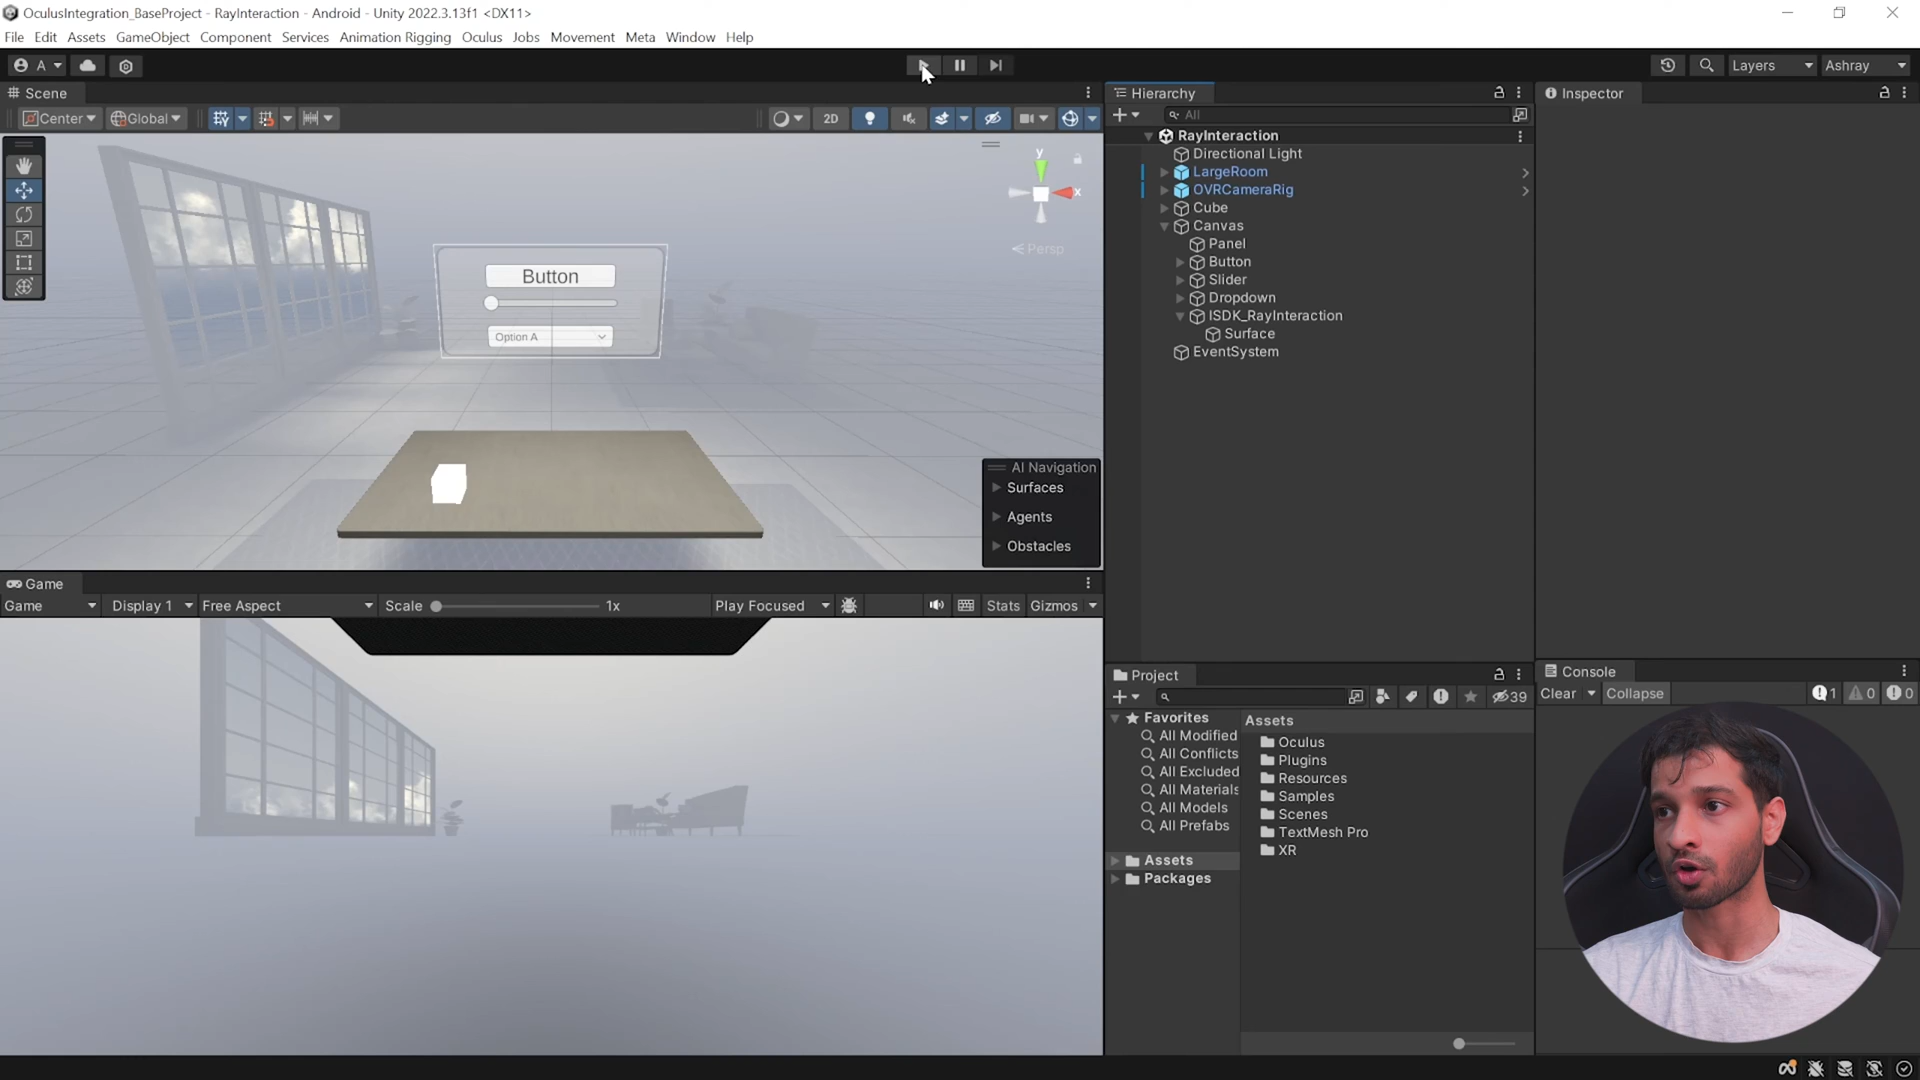 OculusIntegration_BaseProject - RayInteraction - Android - Unity 2022.3.13f1 <DX11>
File Edit Assets GameObject Component Services Animation Rigging Oculus Jobs Movement Meta Window Help
A Layers Ashray
Scene
Center Global 2D
y
x
Persp
Button
Option A
AI Navigation
Surfaces
Agents
Obstacles
Game
Game Display 1 Free Aspect Scale 1x Play Focused Stats Gizmos
Hierarchy
All
RayInteraction
Directional Light
LargeRoom
OVRCameraRig
Cube
Canvas
Panel
Button
Slider
Dropdown
ISDK_RayInteraction
Surface
EventSystem
Inspector
Project
39
Favorites
All Modified
All Conflicts
All Excluded
All Materials
All Models
All Prefabs
Assets
Packages
Assets
Oculus
Plugins
Resources
Samples
Scenes
TextMesh Pro
XR
Console
Clear Collapse 1 0 0